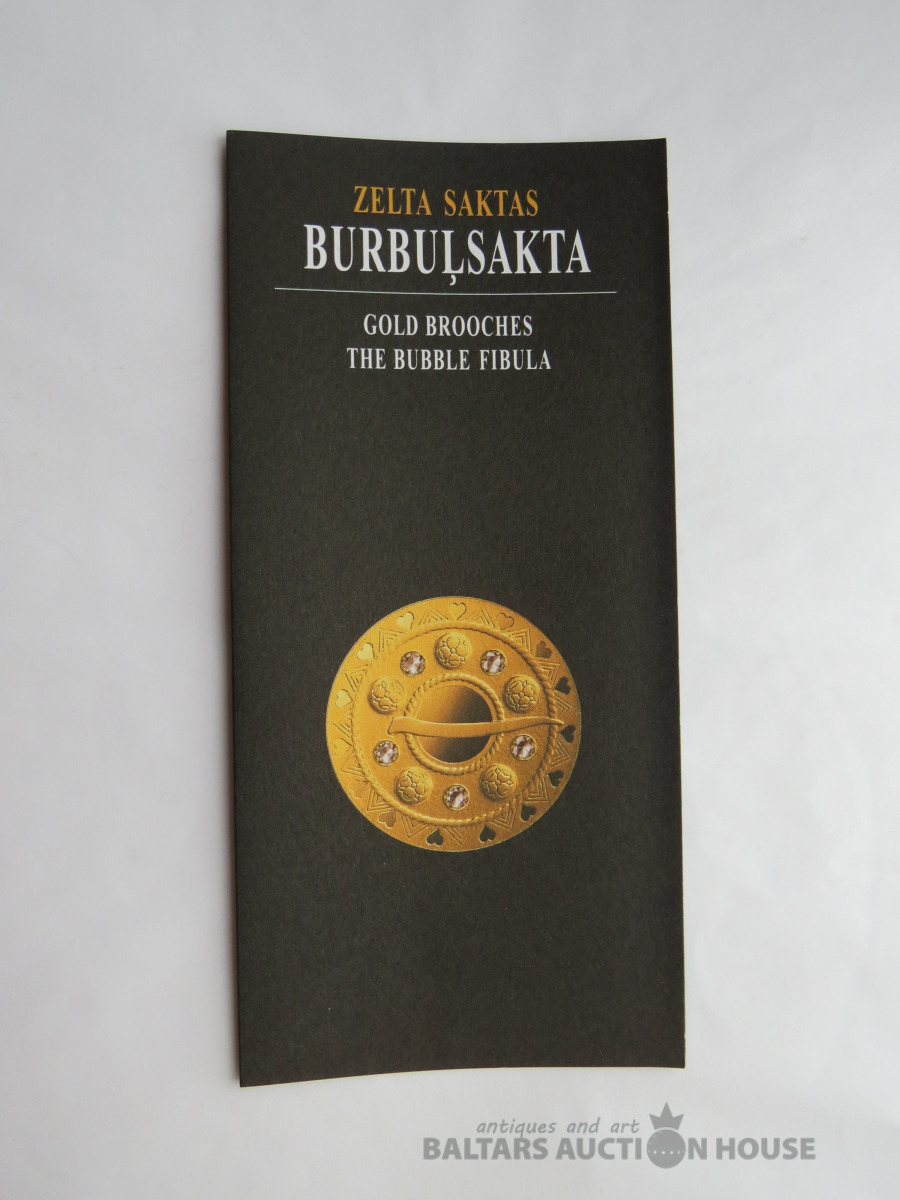 ZELTA SAKTAS
BURBUĻSAKTA
GOLD BROOCHES
THE BUBBLE FIBULA
antiques and art
BALTARS AUCTION HOUSE